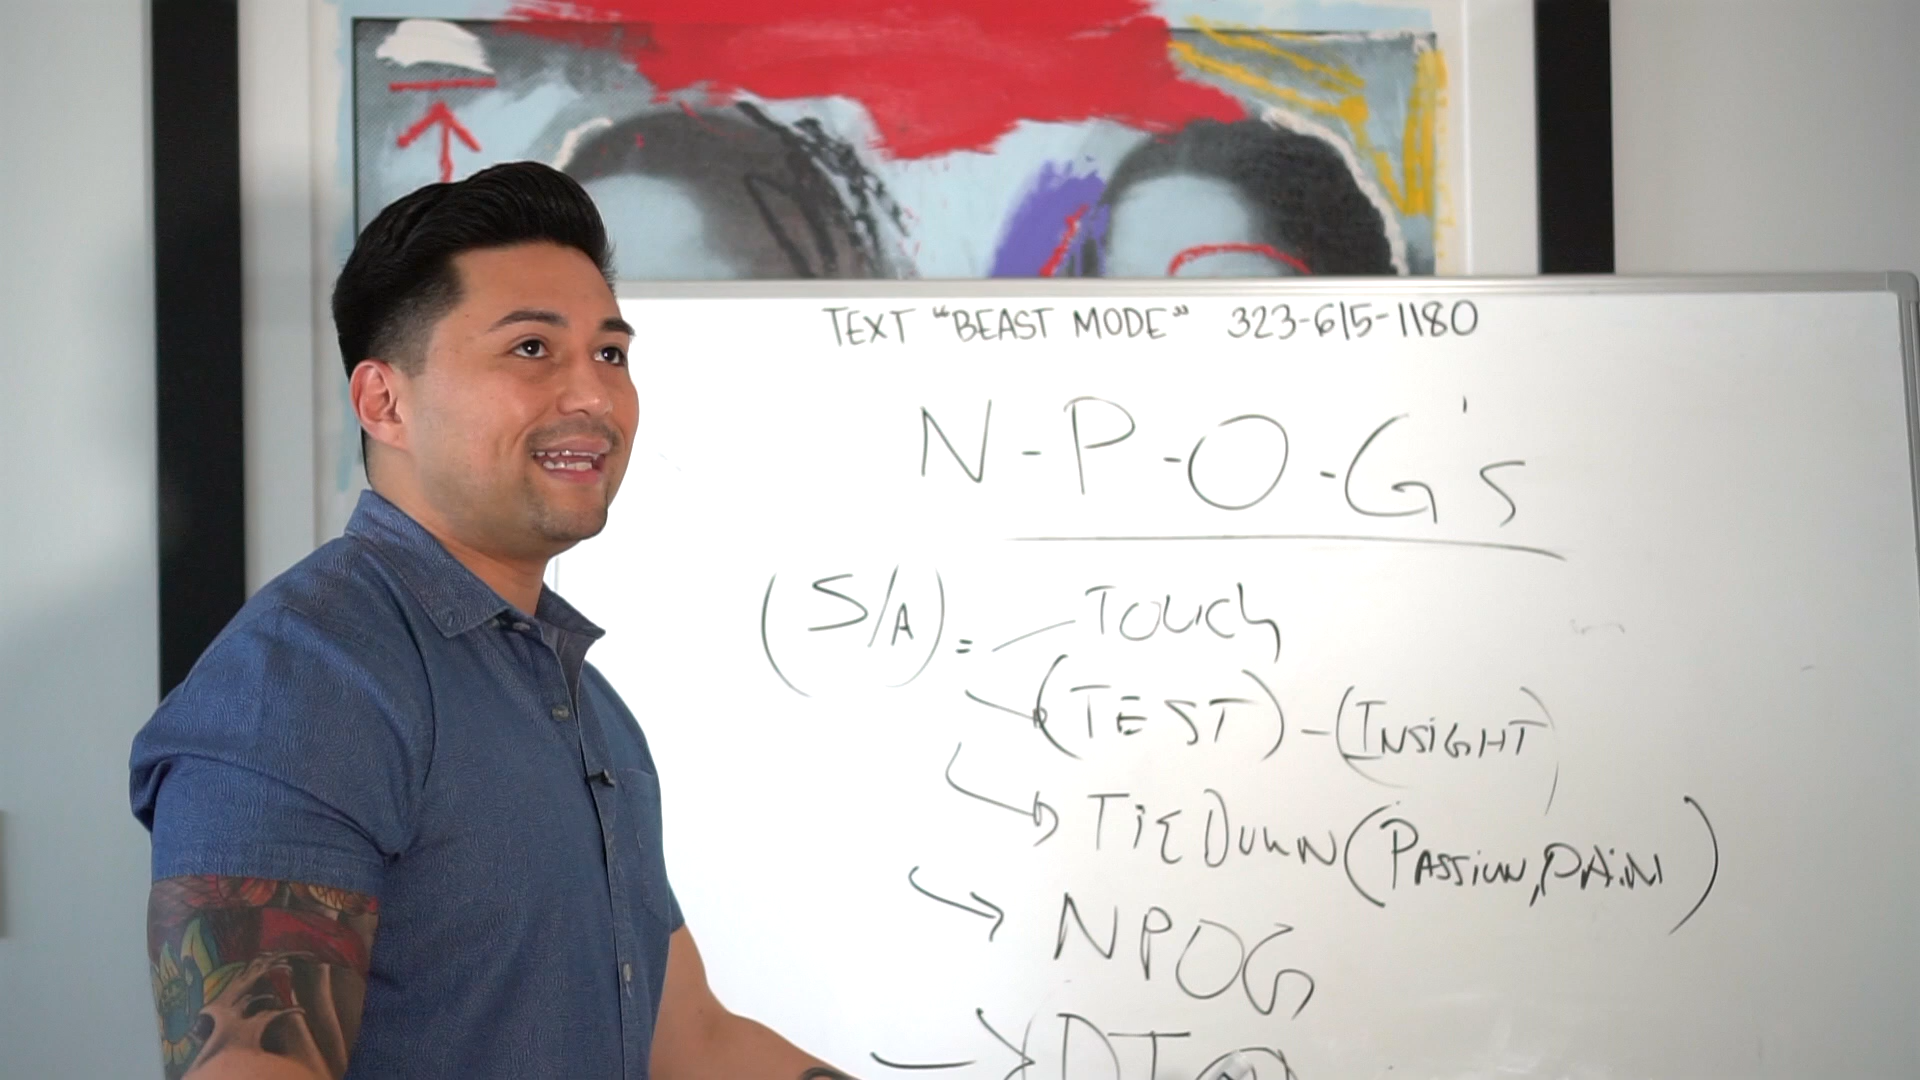 TEXT "BEAST MODE" 323-615-1180
N-P-O-G's
(S/A) = TOUCH
(TEST) - (INSiGHT)
TiE DOWN (PASSION, PAiN)
NPOG